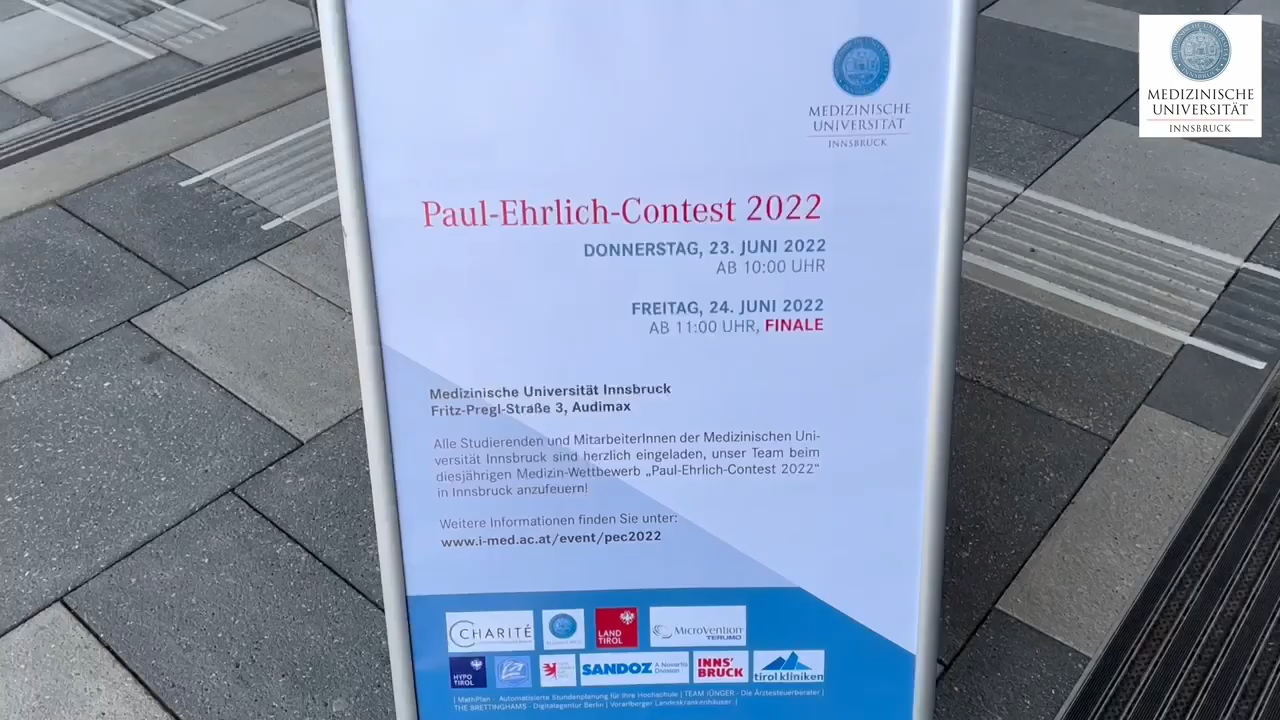 MEDIZINISCHE
UNIVERSITÄT
INNSBRUCK
MEDIZINISCHE
UNIVERSITÄT
INNSBRUCK
Paul-Ehrlich-Contest 2022
DONNERSTAG, 23. JUNI 2022
AB 10:00 UHR
FREITAG, 24. JUNI 2022
AB 11:00 UHR, FINALE
Medizinische Universität Innsbruck
Fritz-Pregl-Straße 3, Audimax
Alle Studierenden und MitarbeiterInnen der Medizinischen Uni-
versität Innsbruck sind herzlich eingeladen, unser Team beim
diesjährigen Medizin-Wettbewerb „Paul-Ehrlich-Contest 2022“
in Innsbruck anzufeuern!
Weitere Informationen finden Sie unter:
www.i-med.ac.at/event/pec2022
CHARITÉ
LAND
TIROL
MICROVENTION
TERUMO
HYPO
TIROL
SANDOZ A Novartis
Division
INNS'
BRUCK
tirol kliniken
| MathPlan - Automatisierte Stundenplanung für Ihre Hochschule | TEAM JÜNGER - Die Ärztesteuerberater |
THE BRETTINGHAMS - Digitalagentur Berlin | Vorarlberger Landeskrankenhäuser |